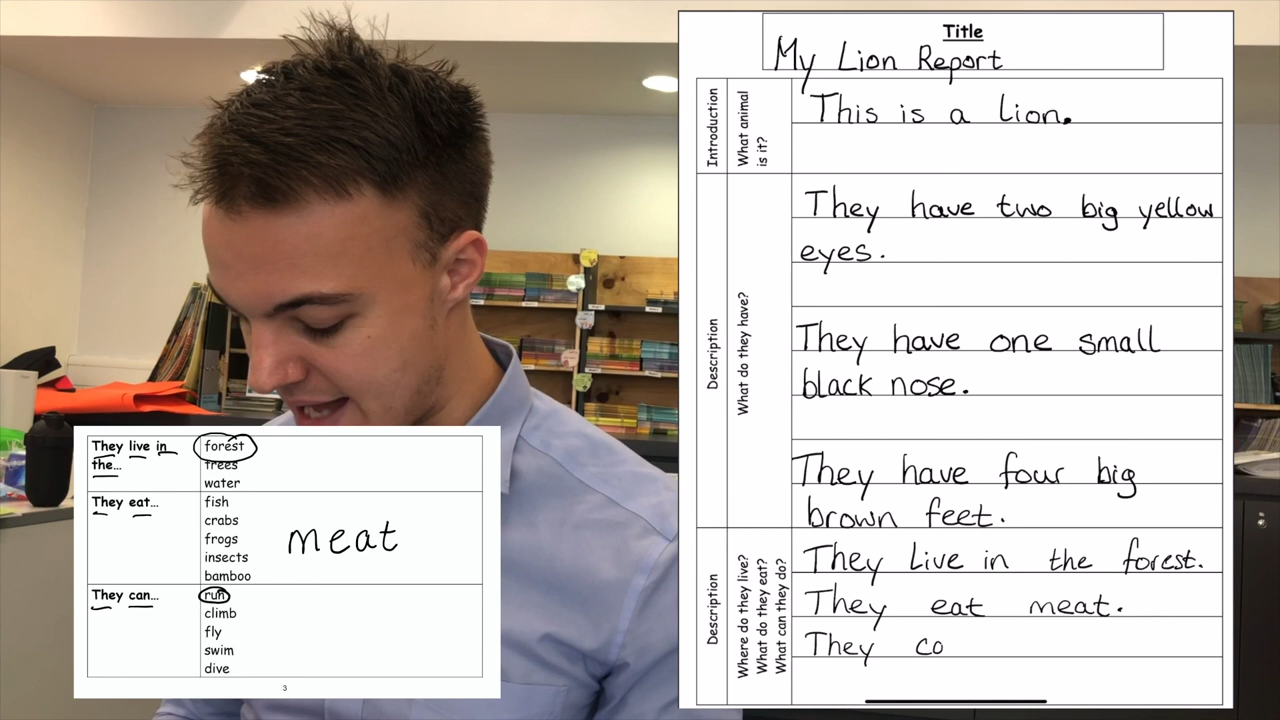 Title
My Lion Report
Introduction
What animal
is it?
This is a lion.
Description
What do they have?
They have two big yellow
eyes.
They have one small
black nose.
They have four big
brown feet.
Description
Where do they live?
What do they eat?
What can they do?
They Live in the forest.
They eat meat.
They co
They live in
the...
forest
trees
water
They eat...
fish
crabs
frogs
insects
bamboo
meat
They can...
run
climb
fly
swim
dive
3